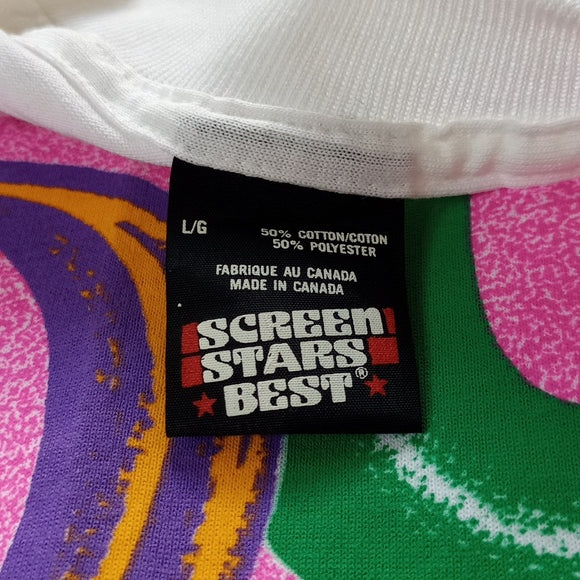 L/G
50% COTTON/COTON
50% POLYESTER
FABRIQUE AU CANADA
MADE IN CANADA
SCREEN
STARS
BEST®